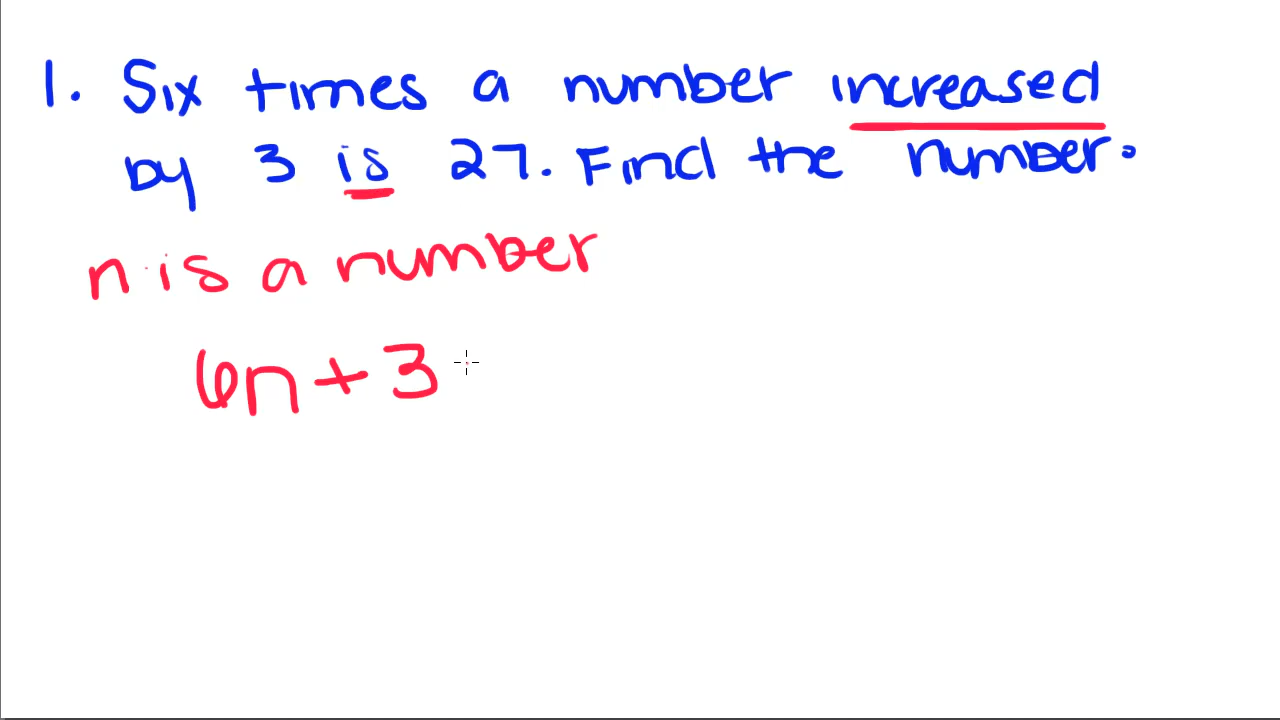 1. Six times a number increased
by 3 is 27. Find the number.
n is a number
6n + 3